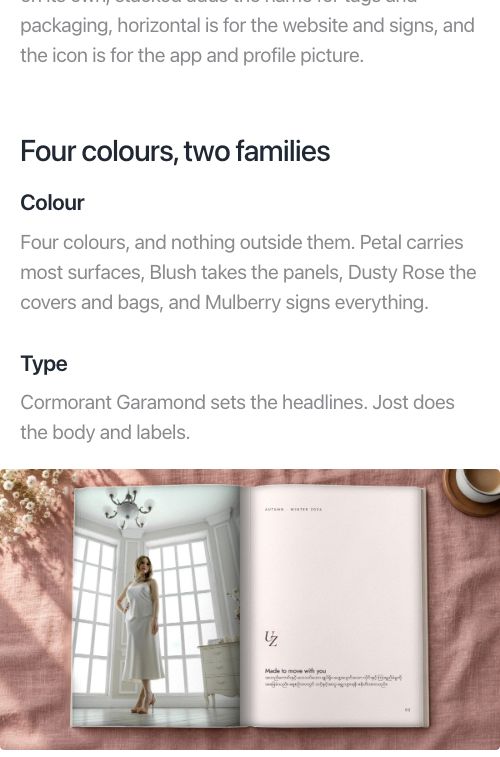 packaging, horizontal is for the website and signs, and
the icon is for the app and profile picture.
Four colours, two families
Colour
Four colours, and nothing outside them. Petal carries
most surfaces, Blush takes the panels, Dusty Rose the
covers and bags, and Mulberry signs everything.
Type
Cormorant Garamond sets the headlines. Jost does
the body and labels.
AUTUMN WINTER 2026
UZ
Made to move with you